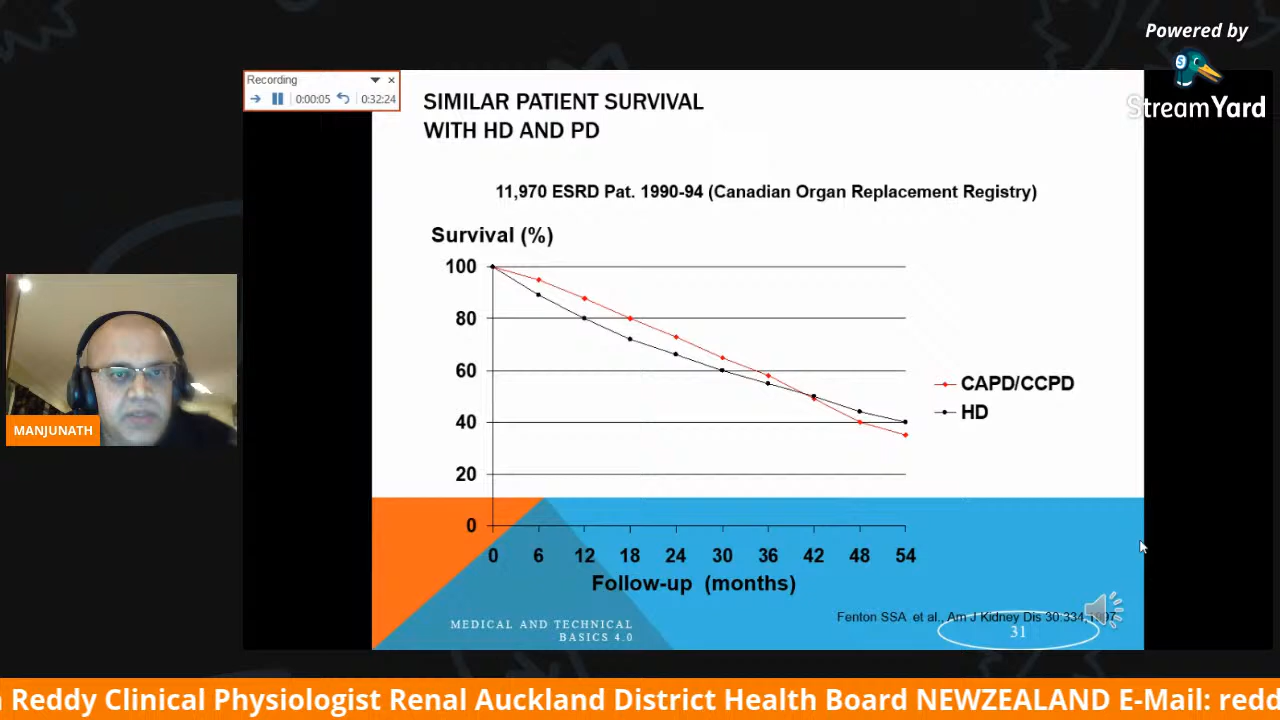 Powered by
StreamYard
Recording
0:00:05 0:32:24
SIMILAR PATIENT SURVIVAL
WITH HD AND PD
11,970 ESRD Pat. 1990-94 (Canadian Organ Replacement Registry)
Survival (%)
100
80
60
40
20
0
0 6 12 18 24 30 36 42 48 54
Follow-up (months)
CAPD/CCPD
HD
MANJUNATH
Fenton SSA et al., Am J Kidney Dis 30:334,1997
MEDICAL AND TECHNICAL
BASICS 4.0
31
Reddy Clinical Physiologist Renal Auckland District Health Board NEWZEALAND E-Mail: redd